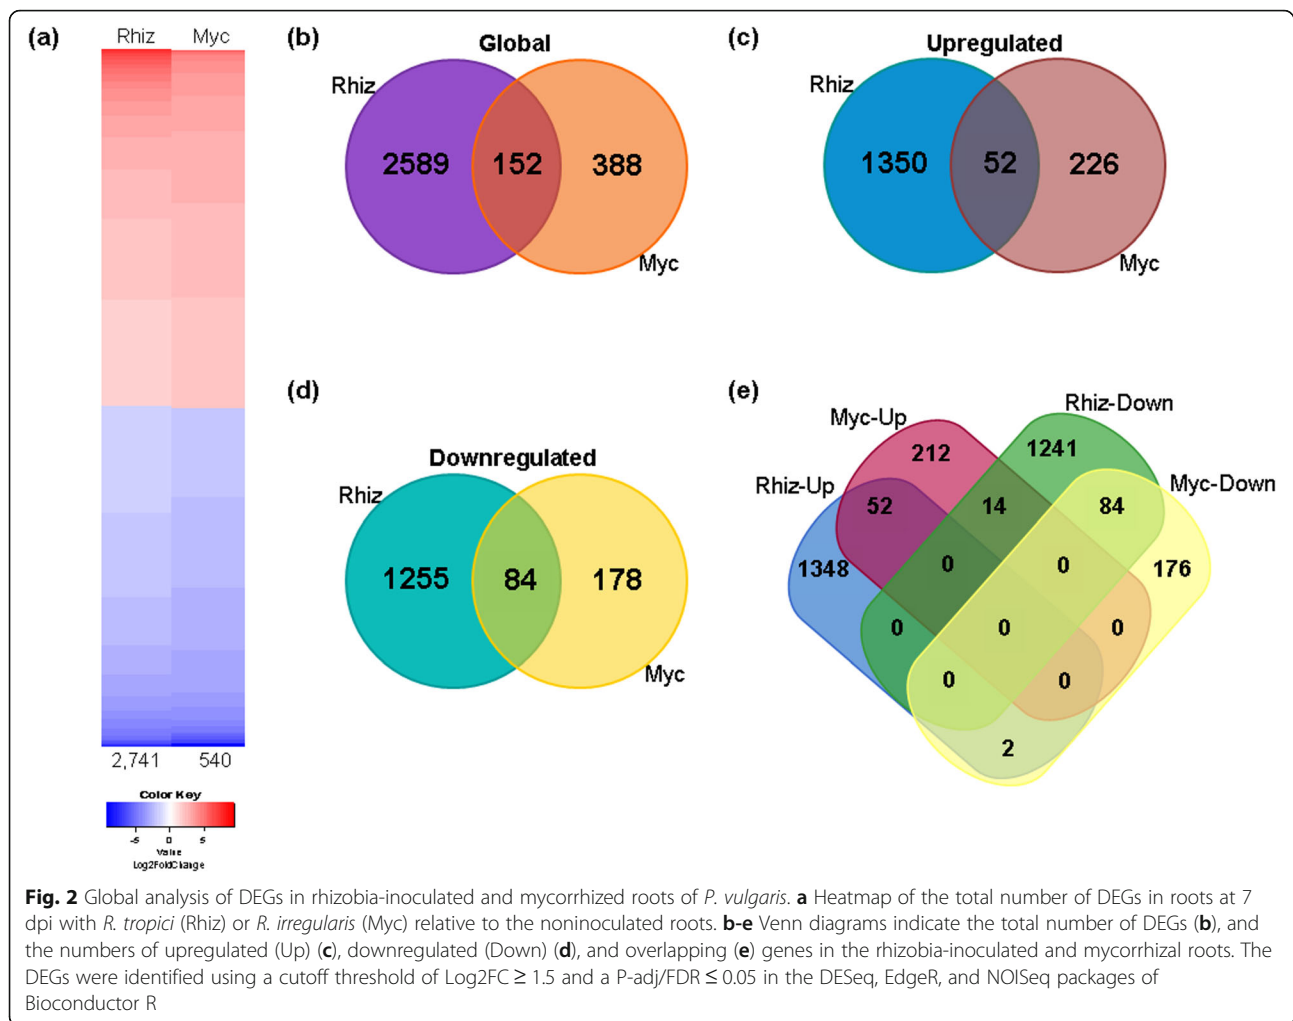 (a)
Rhiz Myc
2,741 540
Color Key
-5 0 5
Value
Log2FoldChange
(b)
Global
Rhiz
2589 152 388
Myc
(c)
Upregulated
Rhiz
1350 52 226
Myc
(d)
Downregulated
Rhiz
1255 84 178
Myc
(e)
Rhiz-Down
Myc-Up
Myc-Down
Rhiz-Up
212 1241
52 14 84
1348 0 0 176
0 0 0
0 0
2
Fig. 2 Global analysis of DEGs in rhizobia-inoculated and mycorrhized roots of P. vulgaris. a Heatmap of the total number of DEGs in roots at 7
dpi with R. tropici (Rhiz) or R. irregularis (Myc) relative to the noninoculated roots. b-e Venn diagrams indicate the total number of DEGs (b), and
the numbers of upregulated (Up) (c), downregulated (Down) (d), and overlapping (e) genes in the rhizobia-inoculated and mycorrhizal roots. The
DEGs were identified using a cutoff threshold of Log2FC ≥ 1.5 and a P-adj/FDR ≤ 0.05 in the DESeq, EdgeR, and NOISeq packages of
Bioconductor R